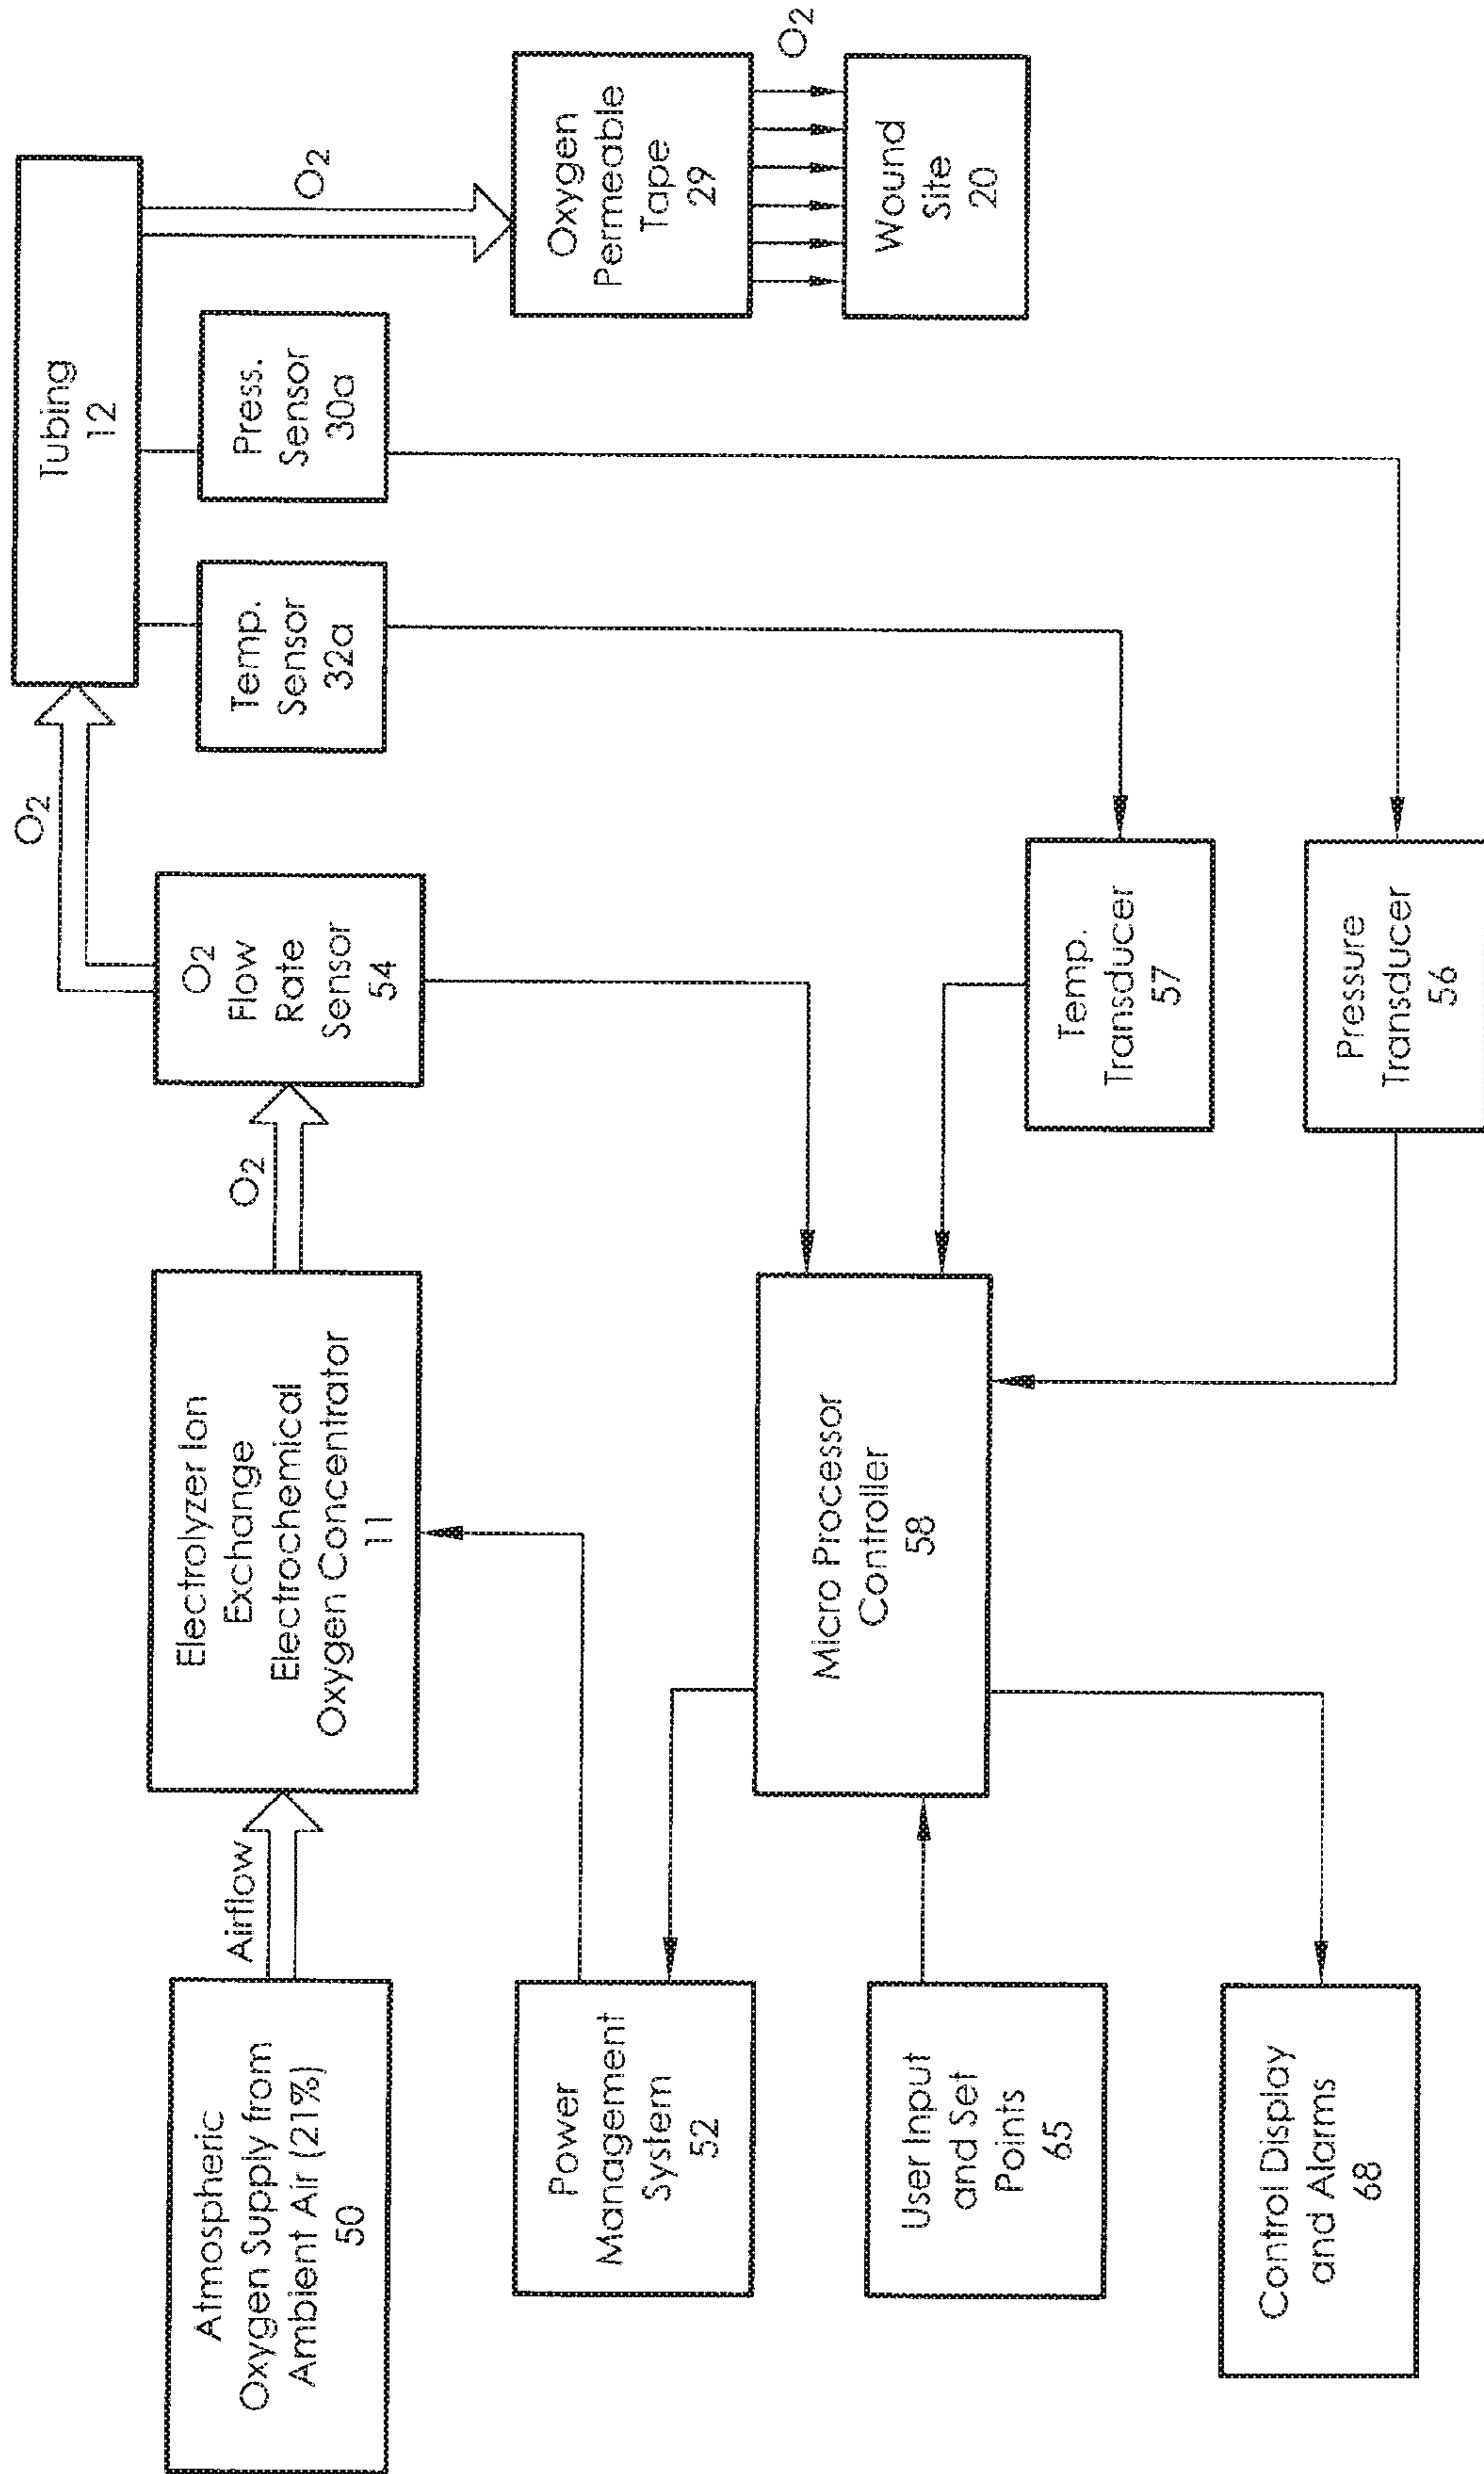 Atmospheric
Oxygen Supply from
Ambient Air (21%)
50
Airflow
Electrolyzer Ion
Exchange
Electrochemical
Oxygen Concentrator
11
O2
O2
Flow
Rate
Sensor
54
O2
Tubing
12
Temp.
Sensor
32a
Press.
Sensor
30a
O2
Oxygen
Permeable
Tape
29
O2
Wound
Site
20
Power
Management
System
52
Micro Processor
Controller
58
Temp.
Transducer
57
Pressure
Transducer
56
User Input
and Set
Points
65
Control Display
and Alarms
68